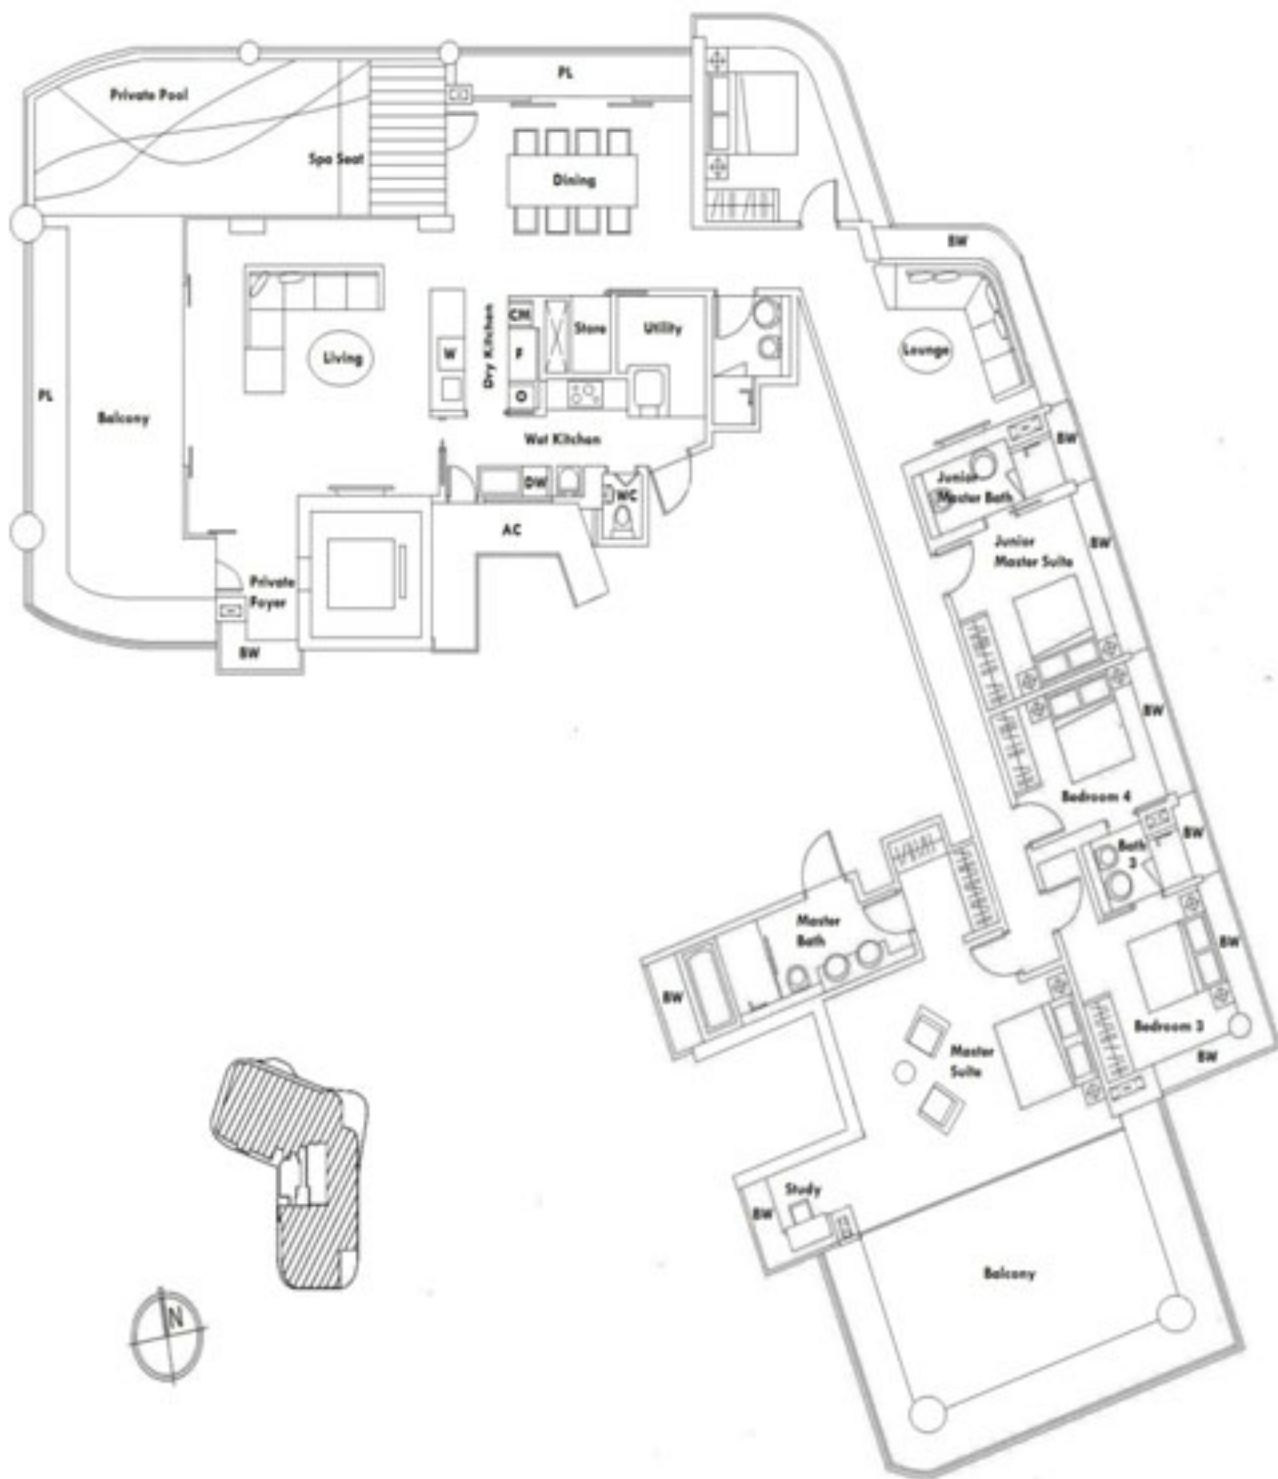 PL
Private Pool
Spa Seat
Dining
BW
Living
W
Dry Kitchen
CM
F
O
Store
Utility
Lounge
PL
Balcony
Wet Kitchen
DW
WC
AC
BW
Junior
Master Bath
Junior
Master Suite
BW
Private
Foyer
BW
BW
Bedroom 4
Bath
3
BW
Master
Bath
BW
BW
Bedroom 3
BW
Master
Suite
Study
BW
Balcony
N